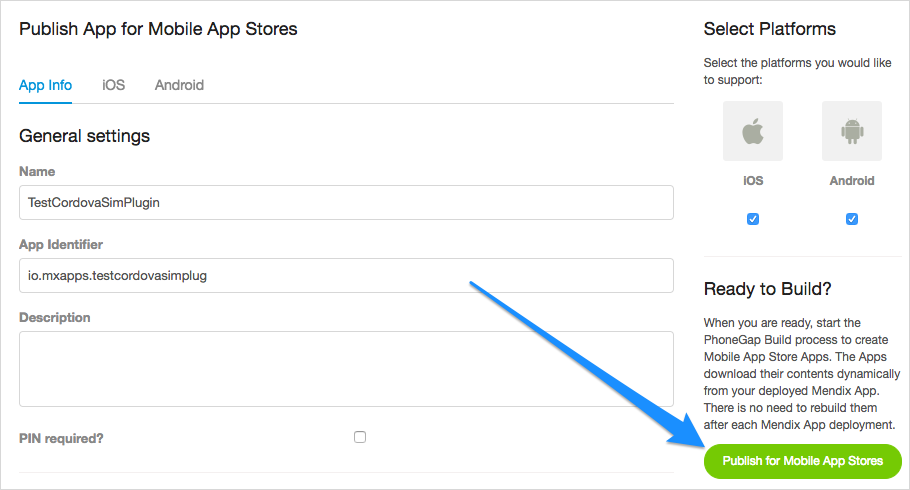 Publish App for Mobile App Stores
App Info
iOS
Android
General settings
Name
TestCordovaSimPlugin
App Identifier
io.mxapps.testcordovasimplug
Description
PIN required?
Select Platforms
Select the platforms you would like
to support:
iOS
Android
Ready to Build?
When you are ready, start the
PhoneGap Build process to create
Mobile App Store Apps. The Apps
download their contents dynamically
from your deployed Mendix App.
There is no need to rebuild them
after each Mendix App deployment.
Publish for Mobile App Stores